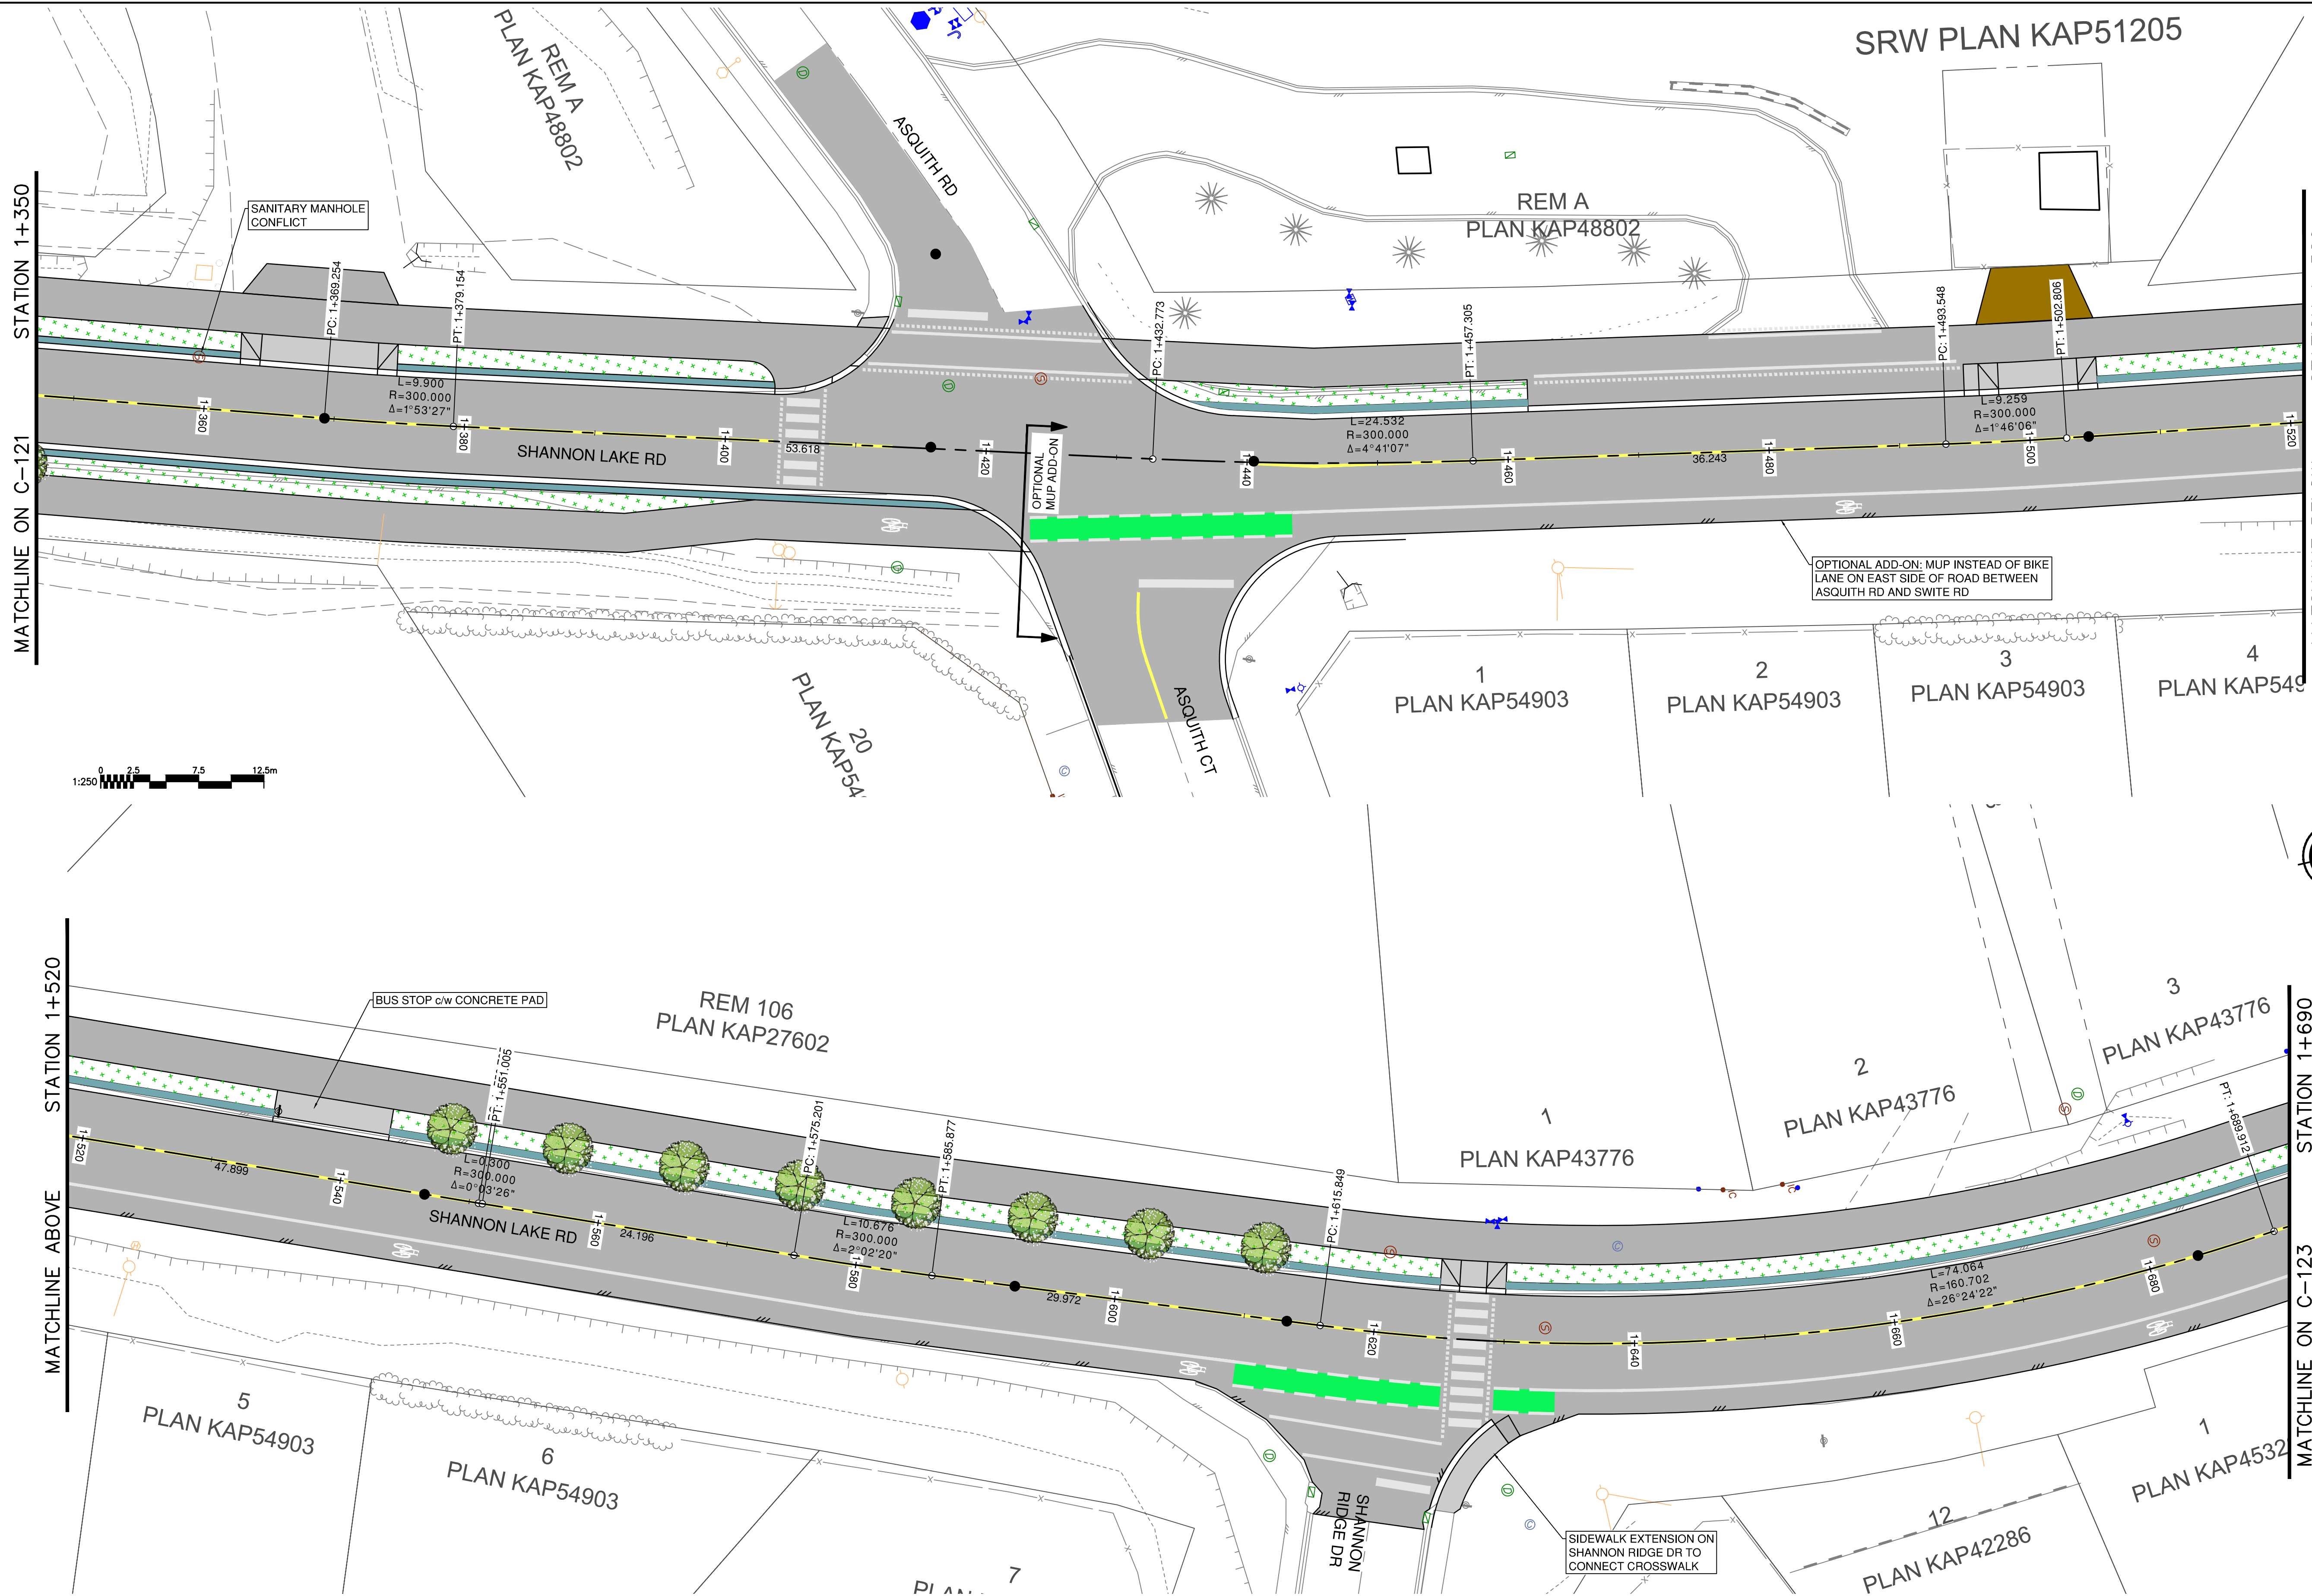 SRW PLAN KAP51205
REM A
PLAN KAP48802
ASQUITH RD
REM A
PLAN KAP48802
STATION 1+350
MATCHLINE ON C-121
SANITARY MANHOLE
CONFLICT
PC: 1+369.254
PT: 1+379.154
PC: 1+432.773
PT: 1+457.305
PC: 1+493.548
PT: 1+502.806
L=9.900
R=300.000
Δ=1°53'27"
L=24.532
R=300.000
Δ=4°41'07"
L=9.259
R=300.000
Δ=1°46'06"
1+360
1+380
SHANNON LAKE RD
1+400
53.618
1+420
OPTIONAL
MUP ADD-ON
1+440
1+460
36.243
1+480
1+500
1+520
OPTIONAL ADD-ON: MUP INSTEAD OF BIKE
LANE ON EAST SIDE OF ROAD BETWEEN
ASQUITH RD AND SWITE RD
1
PLAN KAP54903
2
PLAN KAP54903
3
PLAN KAP54903
4
PLAN KAP549
20
PLAN KAP54
ASQUITH CT
1:250
0 2.5 7.5 12.5m
STATION 1+520
MATCHLINE ABOVE
BUS STOP c/w CONCRETE PAD
REM 106
PLAN KAP27602
PT: 1+551.005
PC: 1+575.201
PT: 1+585.877
PC: 1+615.849
PT: 1+689.912
1
PLAN KAP43776
2
PLAN KAP43776
3
PLAN KAP43776
1+520
47.899
1+540
L=0.300
R=300.000
Δ=0°03'26"
SHANNON LAKE RD
1+560
24.196
L=10.676
R=300.000
Δ=2°02'20"
1+580
29.972
1+600
1+620
1+640
1+660
L=74.064
R=160.702
Δ=26°24'22"
1+680
STATION 1+690
MATCHLINE ON C-123
5
PLAN KAP54903
6
PLAN KAP54903
7
SHANNON
RIDGE DR
SIDEWALK EXTENSION ON
SHANNON RIDGE DR TO
CONNECT CROSSWALK
12
PLAN KAP42286
1
PLAN KAP4532